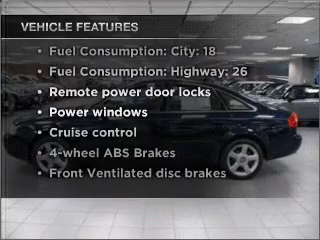 VEHICLE FEATURES
• Fuel Consumption: City: 18
• Fuel Consumption: Highway: 26
• Remote power door locks
• Power windows
• Cruise control
• 4-wheel ABS Brakes
• Front Ventilated disc brakes